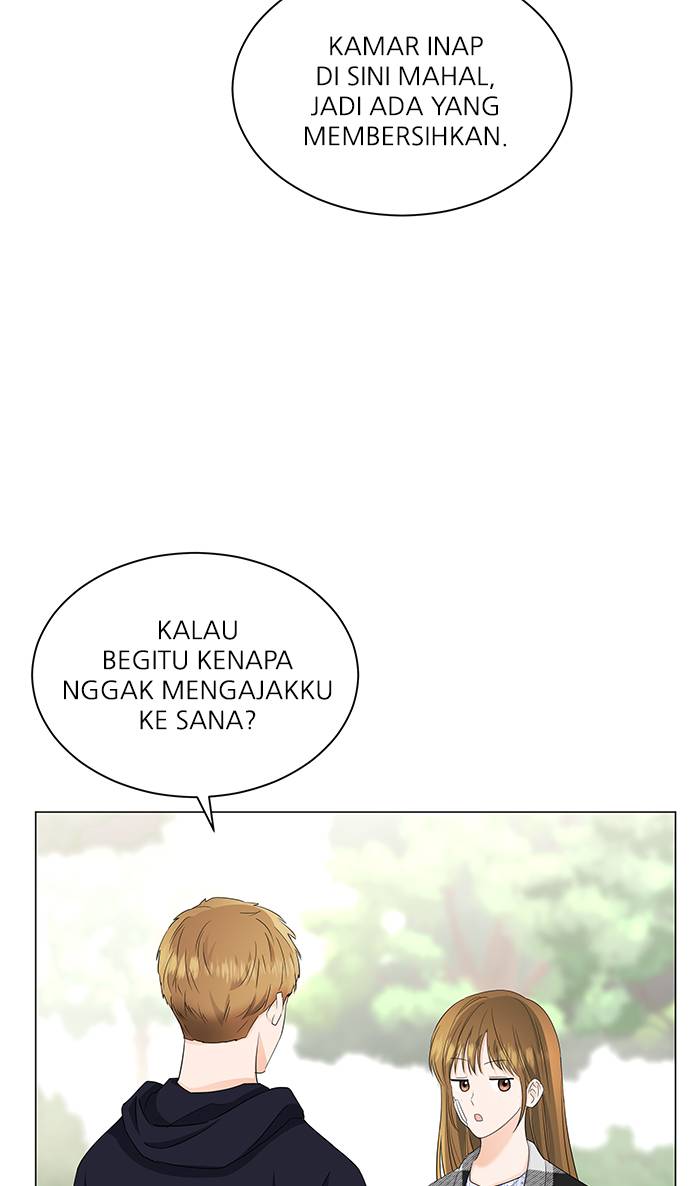 KAMAR INAP
DI SINI MAHAL,
JADI ADA YANG
MEMBERSIHKAN.
KALAU
BEGITU KENAPA
NGGAK MENGAJAKKU
KE SANA?